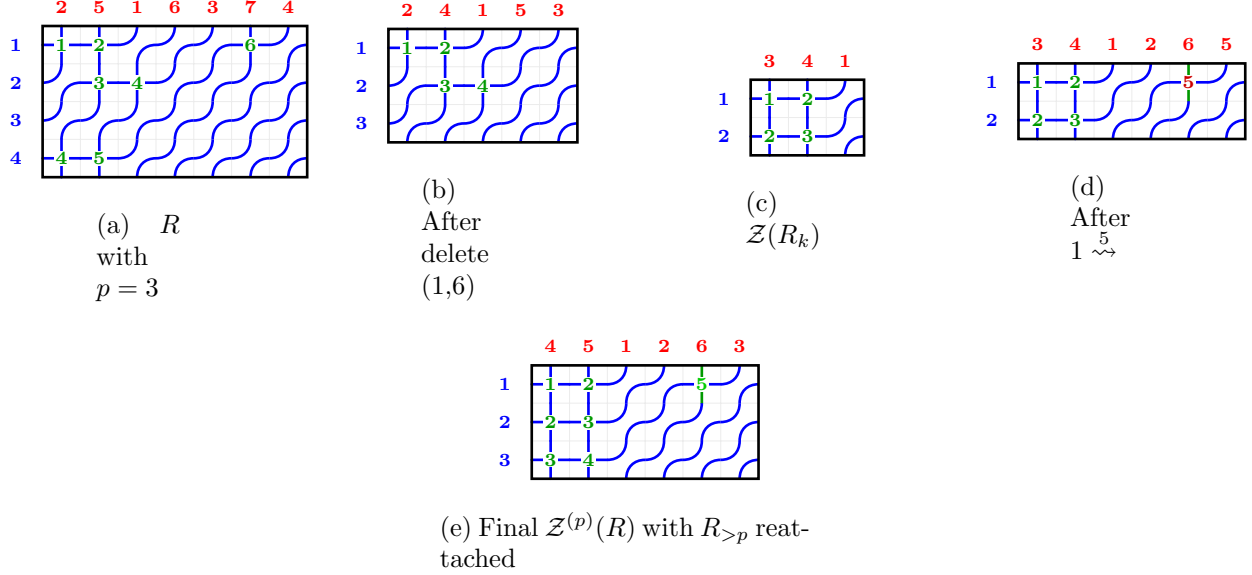 2 5 1 6 3 7 4
1 1 2 6
2 3 4
3
4 4 5
(a) R
with
p = 3
2 4 1 5 3
1 1 2
2 3 4
3
(b)
After
delete
(1,6)
3 4 1
1 1 2
2 2 3
(c)
𝒵(R_k)
3 4 1 2 6 5
1 1 2 5
2 2 3
(d)
After
1 ⁵⇝
4 5 1 2 6 3
1 1 2 5
2 2 3
3 3 4
(e) Final 𝒵^(p)(R) with R_{>p} reat-
tached